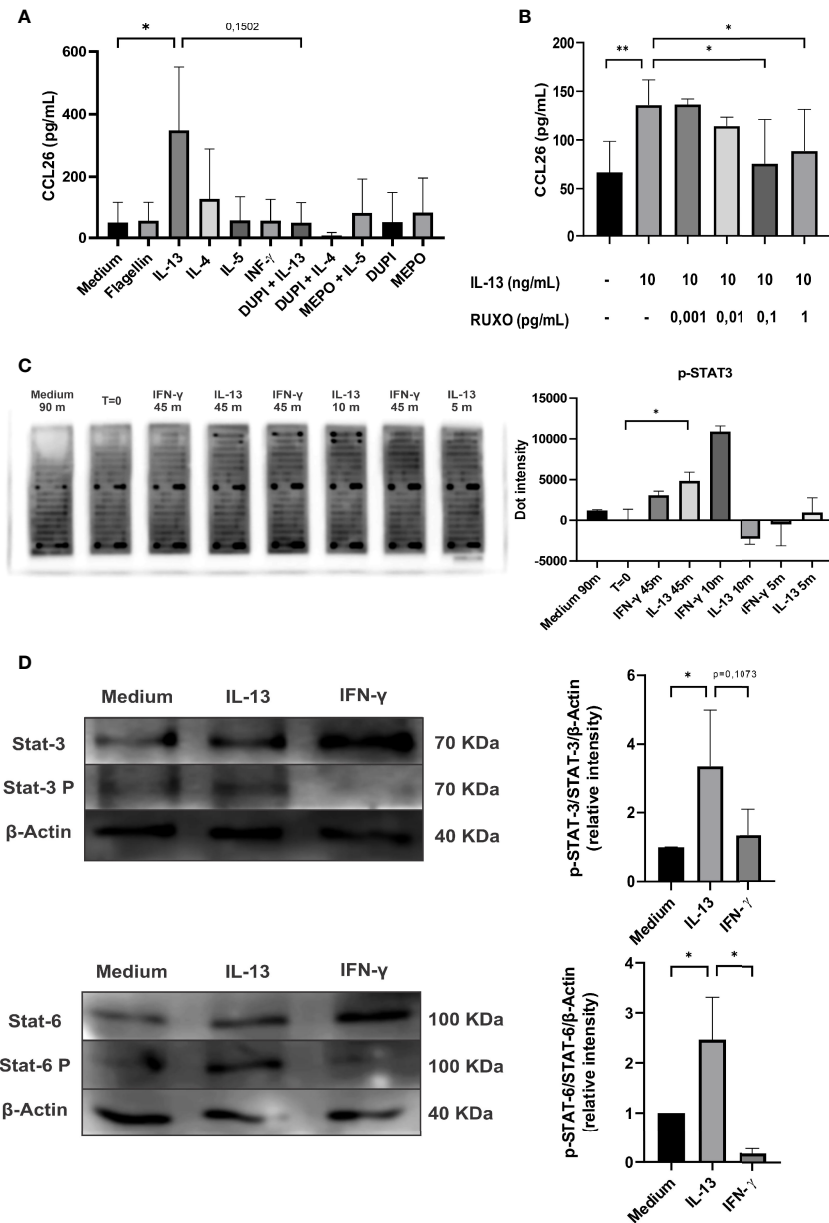 A
*
0,1502
600
400
200
0
CCL26 (pg/mL)
Medium
Flagellin
IL-13
IL-4
IL-5
INF-γ
DUPI + IL-13
DUPI + IL-4
MEPO + IL-5
DUPI
MEPO
B
*
**
*
200
150
100
50
0
CCL26 (pg/mL)
IL-13 (ng/mL) - 10 10 10 10 10
RUXO (pg/mL) - - 0,001 0,01 0,1 1
C
Medium 90 m
T=0
IFN-γ 45 m
IL-13 45 m
IFN-γ 45 m
IL-13 10 m
IFN-γ 45 m
IL-13 5 m
p-STAT3
*
15000
10000
5000
0
-5000
Dot intensity
Medium 90m
T=0
IFN-γ 45m
IL-13 45m
IFN-γ 10m
IL-13 10m
IFN-γ 5m
IL-13 5m
D
Medium IL-13 IFN-γ
Stat-3 70 KDa
Stat-3 P 70 KDa
β-Actin 40 KDa
* p=0,1073
6
4
2
0
p-STAT-3/STAT-3/β-Actin
(relative intensity)
Medium
IL-13
IFN-γ
Medium IL-13 IFN-γ
Stat-6 100 KDa
Stat-6 P 100 KDa
β-Actin 40 KDa
* *
4
3
2
1
0
p-STAT-6/STAT-6/β-Actin
(relative intensity)
Medium
IL-13
IFN-γ